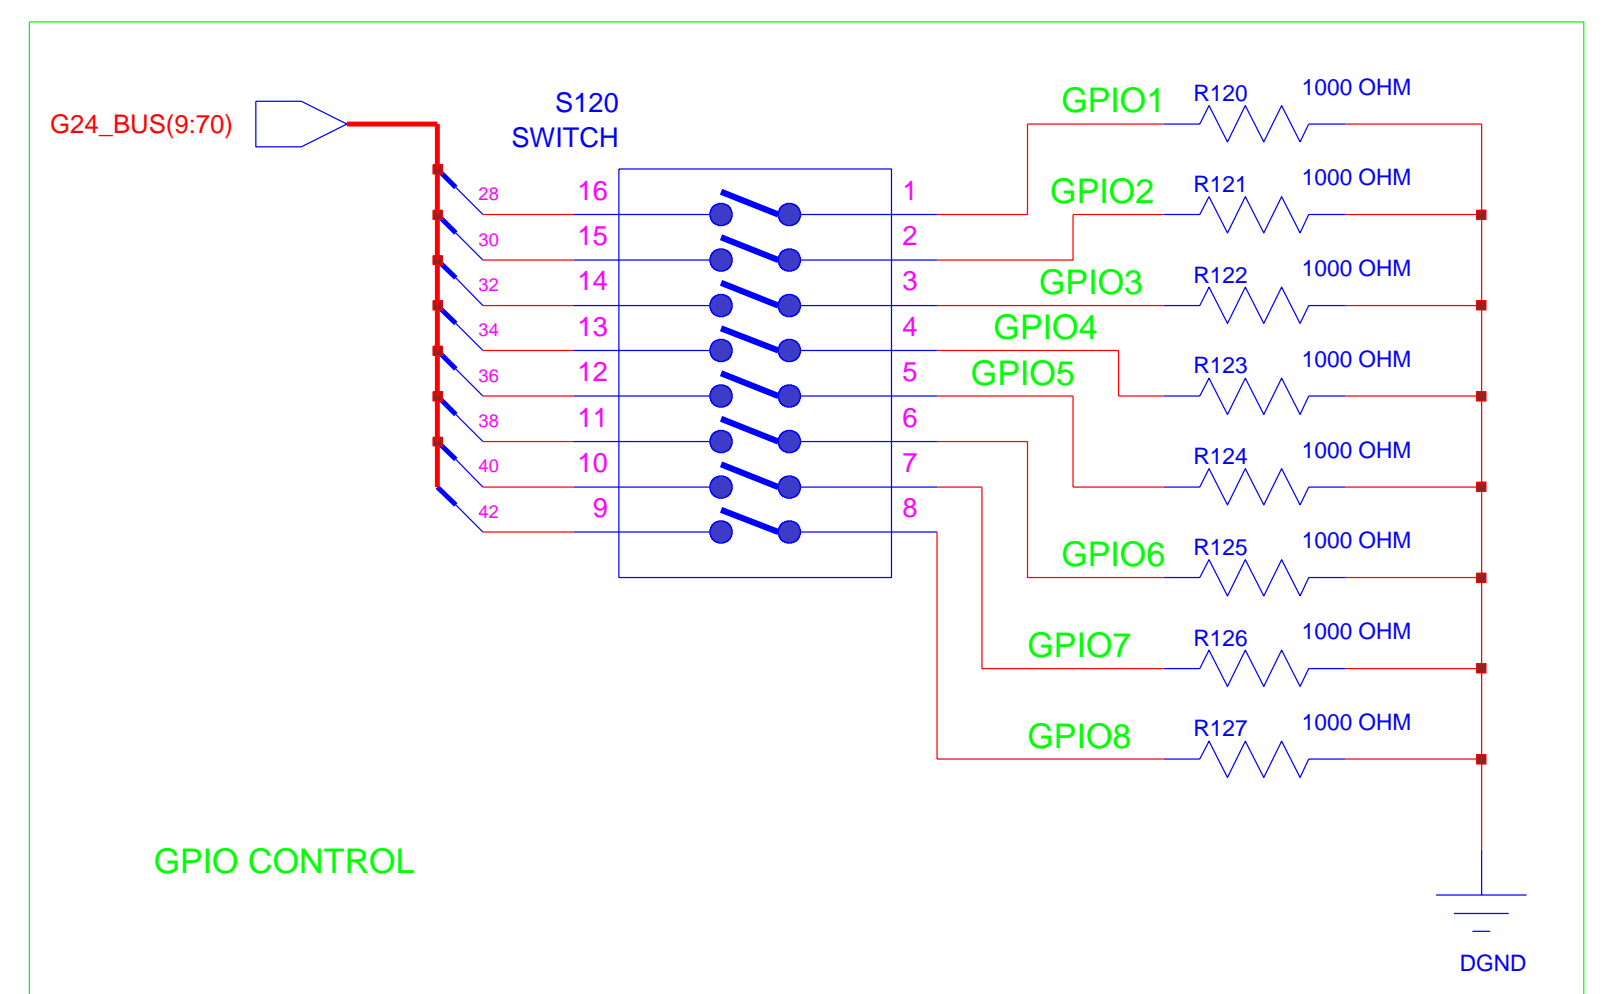 G24_BUS(9:70)
S120
SWITCH
GPIO1 R120 1000 OHM
28 16 1 GPIO2 R121 1000 OHM
30 15 2
32 14 3 GPIO3 R122 1000 OHM
34 13 4 GPIO4
36 12 5 GPIO5 R123 1000 OHM
38 11 6
40 10 7 R124 1000 OHM
42 9 8
GPIO6 R125 1000 OHM
GPIO7 R126 1000 OHM
GPIO8 R127 1000 OHM
GPIO CONTROL
DGND